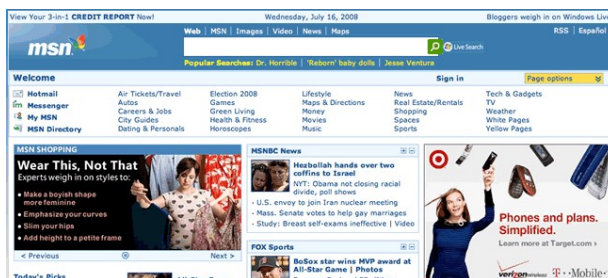 View Your 3-in-1 CREDIT REPORT Now!
Wednesday, July 16, 2008
Bloggers weigh in on Windows Live
Web | MSN | Images | Video | News | Maps
RSS | Español
msn
Live Search
Popular Searches: Dr. Horrible | 'Reborn' baby dolls | Jesse Ventura
Welcome
Sign in
Page options
Hotmail
Messenger
My MSN
MSN Directory
Air Tickets/Travel
Autos
Careers & Jobs
City Guides
Dating & Personals
Election 2008
Games
Green Living
Health & Fitness
Horoscopes
Lifestyle
Maps & Directions
Money
Movies
Music
News
Real Estate/Rentals
Shopping
Spaces
Sports
Tech & Gadgets
TV
Weather
White Pages
Yellow Pages
MSN SHOPPING
Wear This, Not That
Experts weigh in on styles to:
• Make a boyish shape
more feminine
• Emphasize your curves
• Slim your hips
• Add height to a petite frame
< Previous
Next >
Today's Picks
MSNBC News
Hezbollah hands over two
coffins to Israel
NYT: Obama not closing racial
divide, poll shows
· U.S. envoy to join Iran nuclear meeting
· Mass. Senate votes to help gay marriages
· Study: Breast self-exams ineffective | Video
FOX Sports
BoSox star wins MVP award at
All-Star Game | Photos
Phones and plans.
Simplified.
Learn more at Target.com >
verizon wireless
T··Mobile·